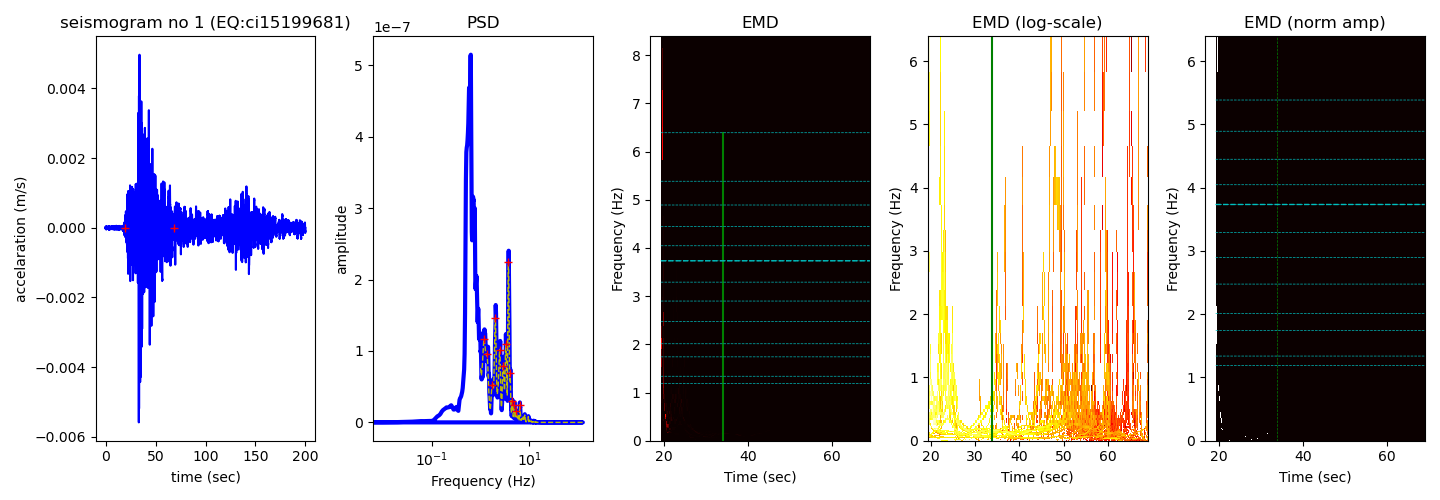 seismogram no 1 (EQ:ci15199681)
accelaration (m/s)
0.004
0.002
0.000
−0.002
−0.004
−0.006
0 50 100 150 200
time (sec)
PSD
1e−7
amplitude
5
4
3
2
1
0
10⁻¹ 10¹
Frequency (Hz)
EMD
Frequency (Hz)
8
7
6
5
4
3
2
1
0
20 40 60
Time (sec)
EMD (log-scale)
Frequency (Hz)
6
5
4
3
2
1
0
20 30 40 50 60
Time (sec)
EMD (norm amp)
Frequency (Hz)
6
5
4
3
2
1
0
20 40 60
Time (sec)